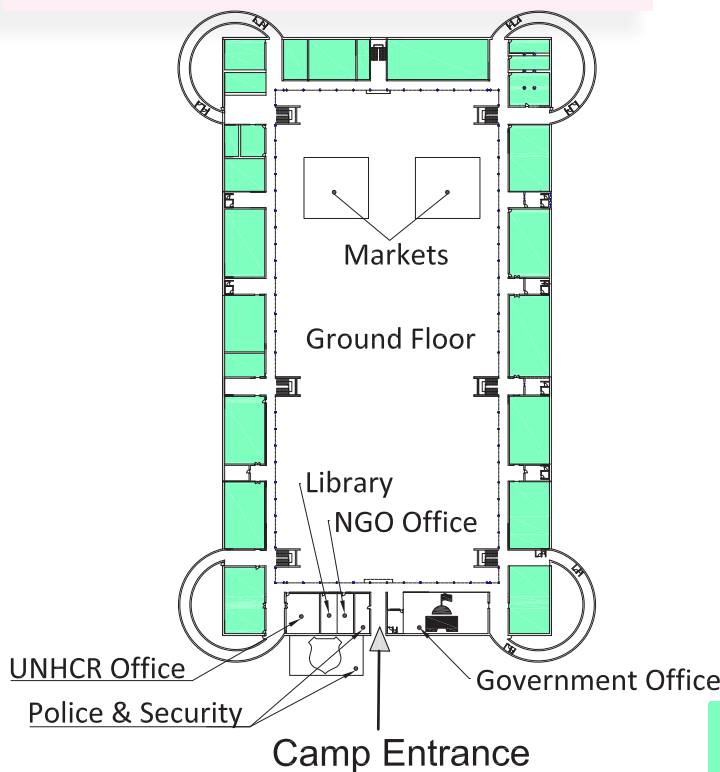 Markets
Ground Floor
Library
NGO Office
UNHCR Office
Government Office
Police & Security
Camp Entrance